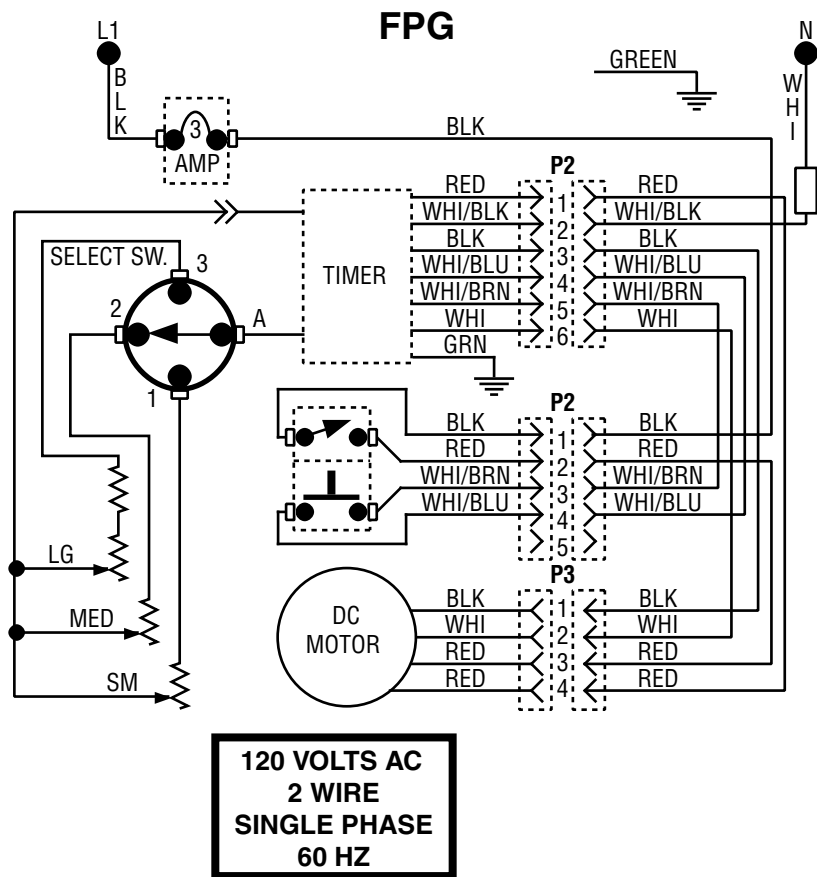 FPG
L1
N
BLK
WHI
GREEN
3
AMP
BLK
P2
RED 1 RED
WHI/BLK 2 WHI/BLK
BLK 3 BLK
WHI/BLU 4 WHI/BLU
WHI/BRN 5 WHI/BRN
WHI 6 WHI
GRN
TIMER
SELECT SW.
3
2
A
1
P2
BLK 1 BLK
RED 2 RED
WHI/BRN 3 WHI/BRN
WHI/BLU 4 WHI/BLU
5
LG
MED
SM
P3
DC
MOTOR
BLK 1 BLK
WHI 2 WHI
RED 3 RED
RED 4 RED
120 VOLTS AC
2 WIRE
SINGLE PHASE
60 HZ